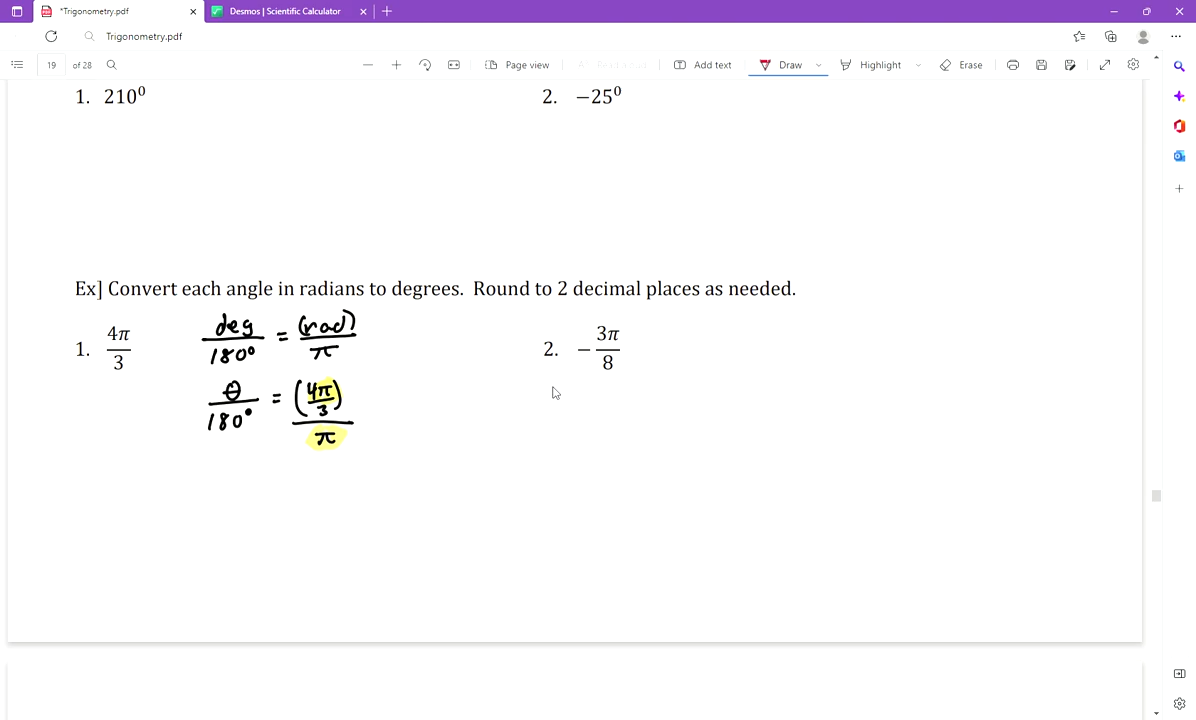 *Trigonometry.pdf
Desmos | Scientific Calculator
Trigonometry.pdf
19 of 28
Page view
Add text
Draw
Highlight
Erase
1. 210⁰
2. −25⁰
Ex] Convert each angle in radians to degrees. Round to 2 decimal places as needed.
1. 4π/3
deg/180° = (rad)/π
2. −3π/8
θ/180° = (4π/3)/π